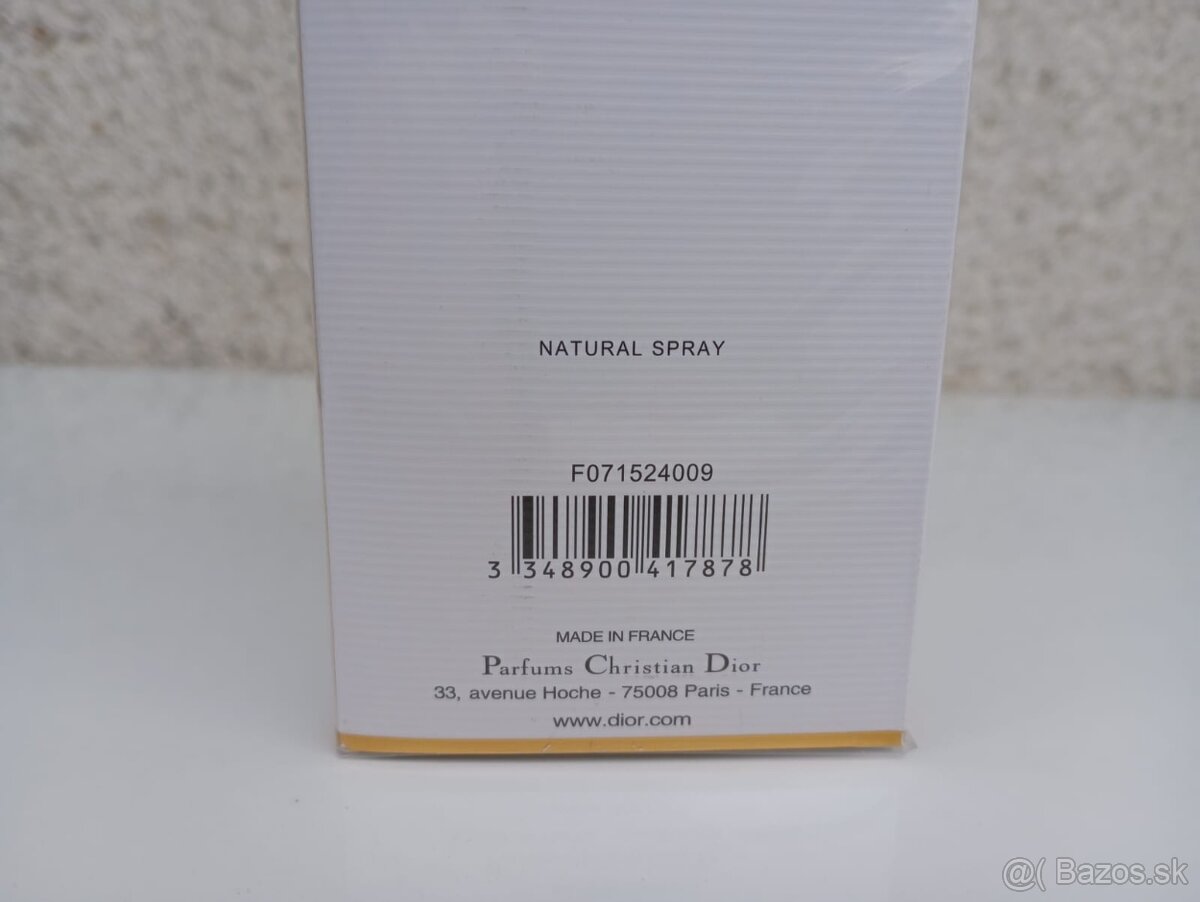 NATURAL SPRAY
F071524009
3 348900 417878
MADE IN FRANCE
Parfums Christian Dior
33, avenue Hoche - 75008 Paris - France
www.dior.com
@( Bazos.sk